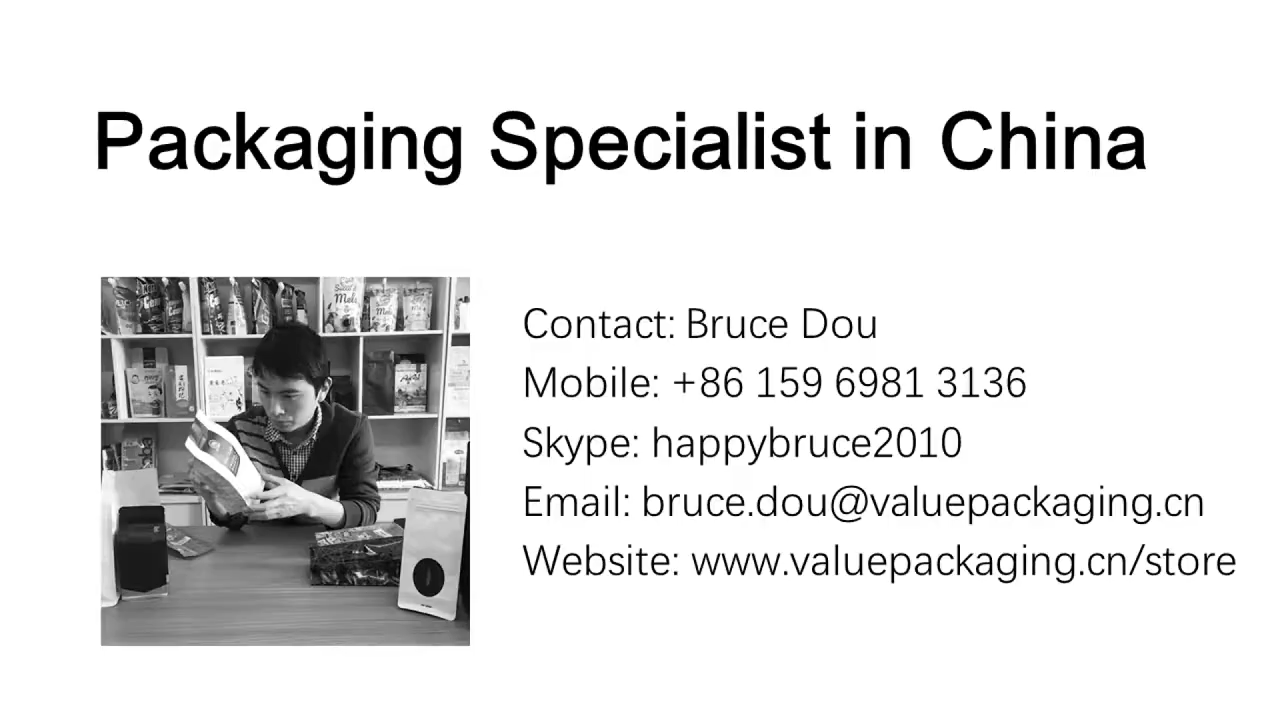 Packaging Specialist in China
Contact: Bruce Dou
Mobile: +86 159 6981 3136
Skype: happybruce2010
Email: bruce.dou@valuepackaging.cn
Website: www.valuepackaging.cn/store